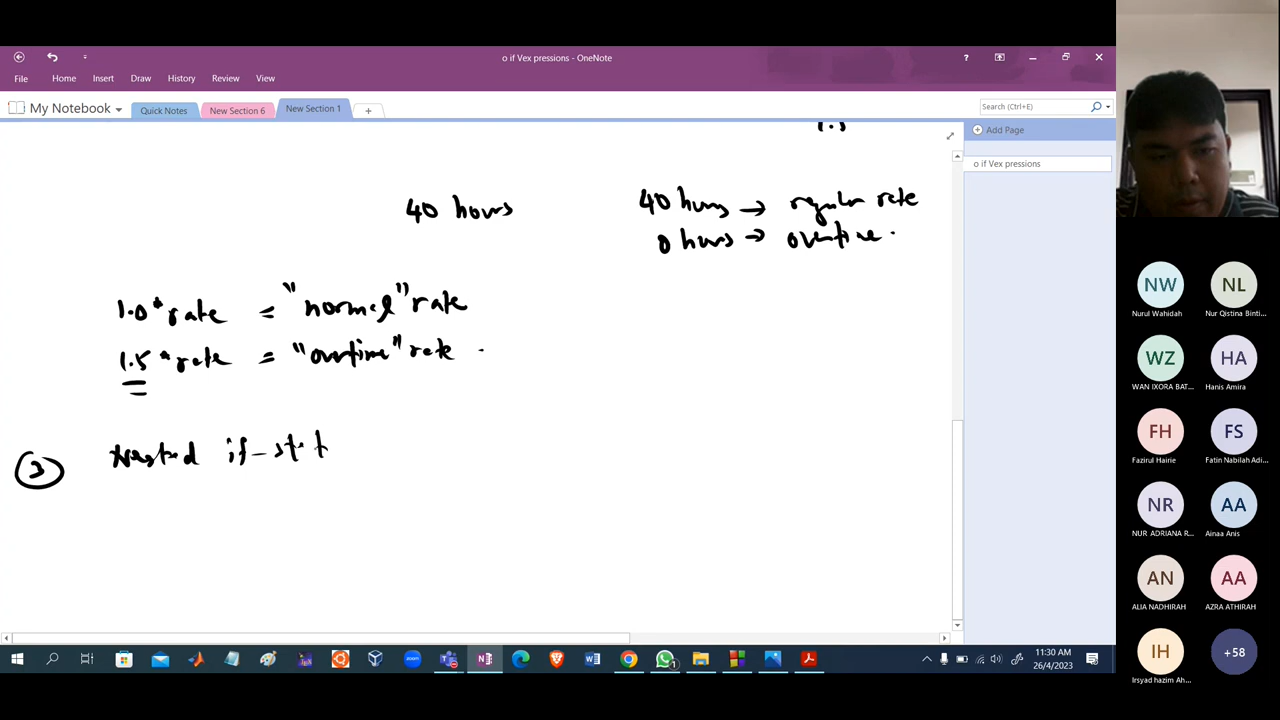 o if Vex pressions - OneNote
File Home Insert Draw History Review View
My Notebook Quick Notes New Section 6 New Section 1 +
Search (Ctrl+E)
Add Page
o if Vex pressions
1.5
40 hours
40 hours → regular rate
0 hours → overtime.
1.0 * rate = "normal" rate
1.5 * rate = "overtime" rate
Nested if-stat
NW NL
Nurul Wahidah Nur Qistina Binti...
WZ HA
WAN IXORA BAT... Hanis Amira
FH FS
Fazirul Hairie Fatin Nabilah Adi...
NR AA
NUR ADRIANA R... Ainaa Anis
AN AA
ALIA NADHIRAH AZRA ATHIRAH
IH +58
Irsyad hazim Ah...
11:30 AM
26/4/2023